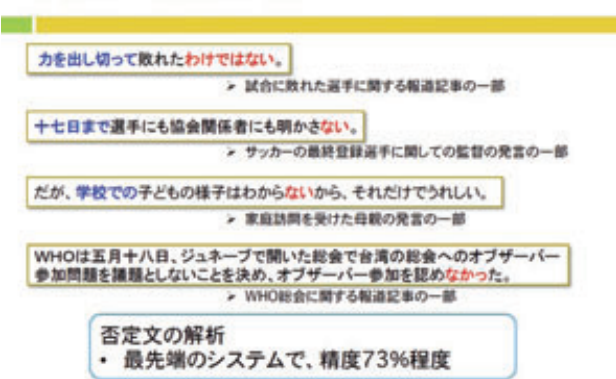 力を出し切って敗れたわけではない。
➢ 試合に敗れた選手に関する報道記事の一部
十七日まで選手にも協会関係者にも明かさない。
➢ サッカーの最終登録選手に関しての監督の発言の一部
だが、学校での子どもの様子はわからないから、それだけでうれしい。
➢ 家庭訪問を受けた母親の発言の一部
WHOは五月十八日、ジュネーブで開いた総会で台湾の総会へのオブザーバー
参加問題を議題としないことを決め、オブザーバー参加を認めなかった。
➢ WHO総会に関する報道記事の一部
否定文の解析
• 最先端のシステムで、精度73%程度